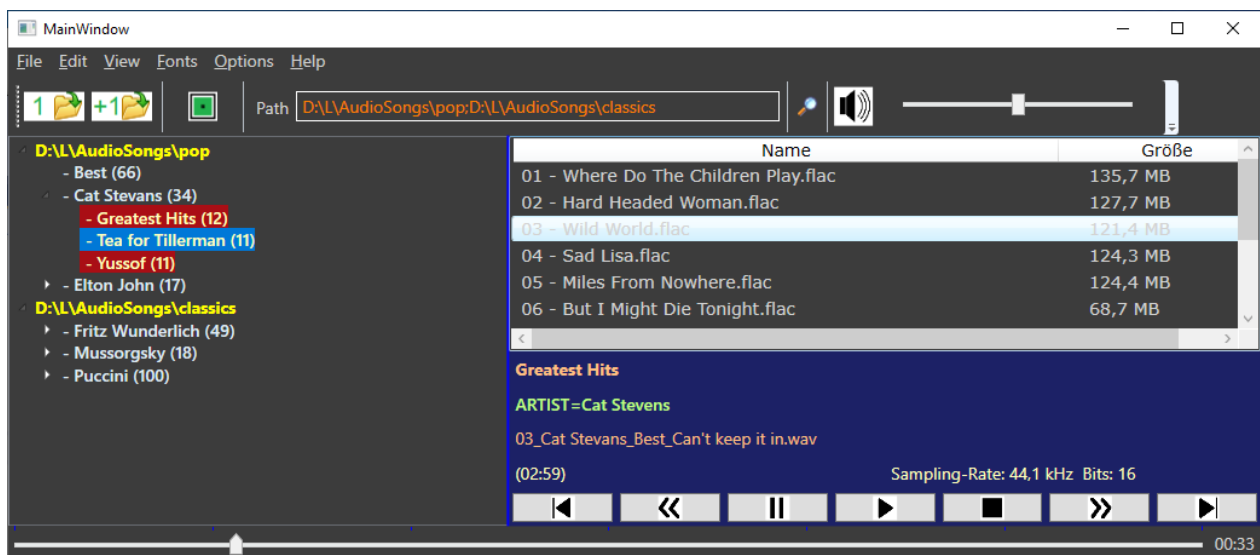 MainWindow
File Edit View Fonts Options Help
1 +1 Path D:\L\AudioSongs\pop;D:\L\AudioSongs\classics
D:\L\AudioSongs\pop
- Best (66)
- Cat Stevans (34)
- Greatest Hits (12)
- Tea for Tillerman (11)
- Yussof (11)
- Elton John (17)
D:\L\AudioSongs\classics
- Fritz Wunderlich (49)
- Mussorgsky (18)
- Puccini (100)
Name Größe
01 - Where Do The Children Play.flac 135,7 MB
02 - Hard Headed Woman.flac 127,7 MB
03 - Wild World.flac 121,4 MB
04 - Sad Lisa.flac 124,3 MB
05 - Miles From Nowhere.flac 124,4 MB
06 - But I Might Die Tonight.flac 68,7 MB
Greatest Hits
ARTIST=Cat Stevens
03_Cat Stevans_Best_Can't keep it in.wav
(02:59) Sampling-Rate: 44,1 kHz Bits: 16
00:33